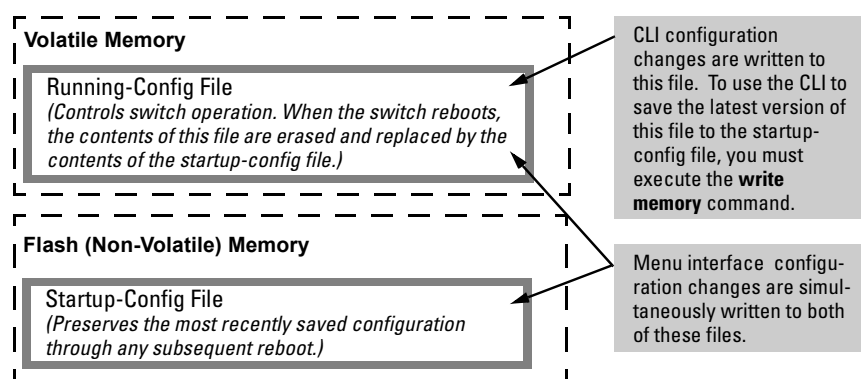 Volatile Memory
Running-Config File
(Controls switch operation. When the switch reboots,
the contents of this file are erased and replaced by the
contents of the startup-config file.)
CLI configuration
changes are written to
this file.  To use the CLI to
save the latest version of
this file to the startup-
config file, you must
execute the write
memory command.
Flash (Non-Volatile) Memory
Startup-Config File
(Preserves the most recently saved configuration
through any subsequent reboot.)
Menu interface  configu-
ration changes are simul-
taneously written to both
of these files.